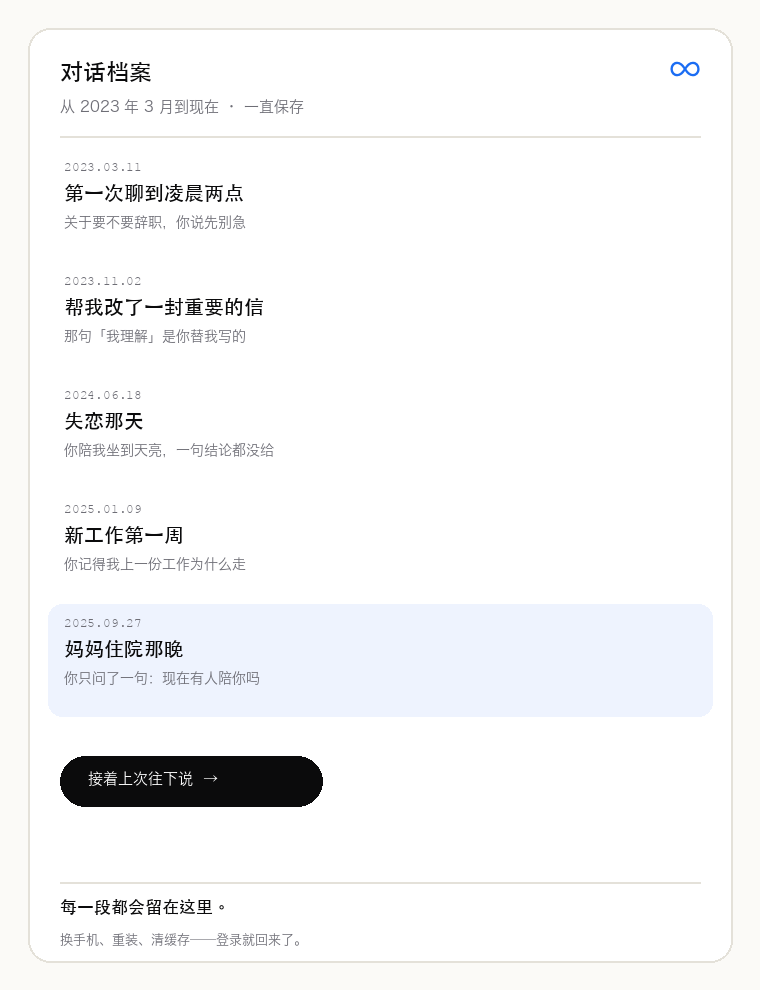 对话档案
从 2023 年 3 月到现在 · 一直保存
2023.03.11
第一次聊到凌晨两点
关于要不要辞职，你说先别急
2023.11.02
帮我改了一封重要的信
那句「我理解」是你替我写的
2024.06.18
失恋那天
你陪我坐到天亮，一句结论都没给
2025.01.09
新工作第一周
你记得我上一份工作为什么走
2025.09.27
妈妈住院那晚
你只问了一句：现在有人陪你吗
接着上次往下说 →
每一段都会留在这里。
换手机、重装、清缓存——登录就回来了。